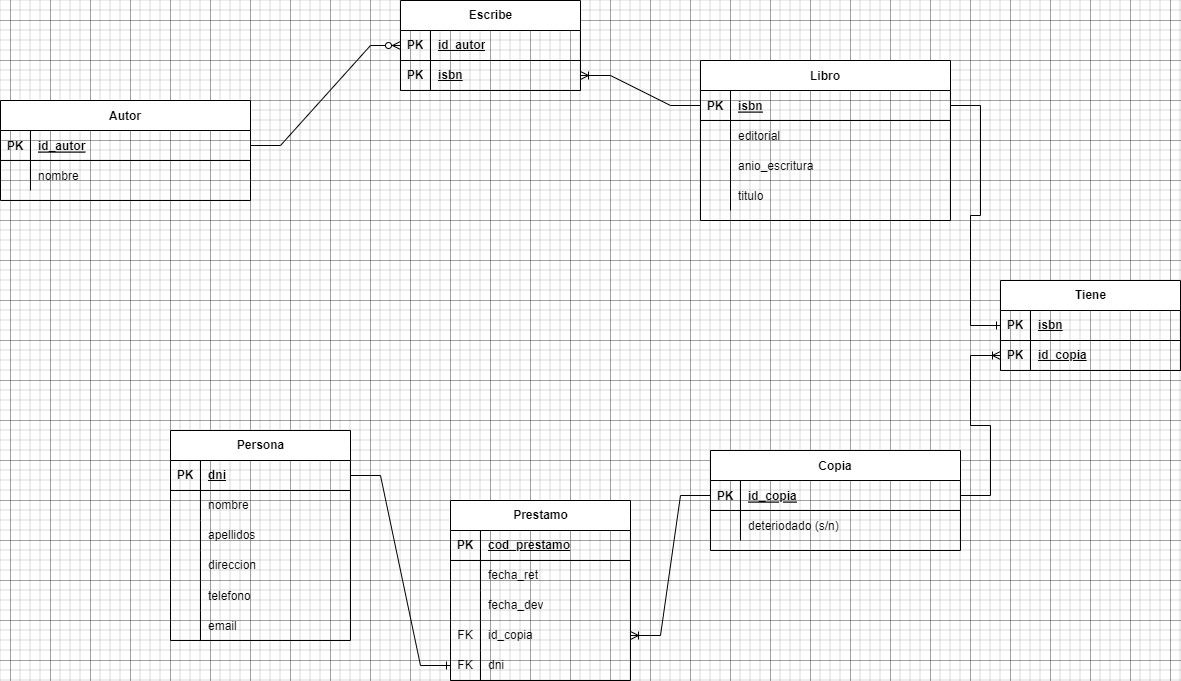 Escribe
PK id_autor
PK isbn
Libro
PK isbn
editorial
anio_escritura
titulo
Autor
PK id_autor
nombre
Tiene
PK isbn
PK id_copia
Persona
PK dni
nombre
apellidos
direccion
telefono
email
Copia
PK id_copia
deteriodado (s/n)
Prestamo
PK cod_prestamo
fecha_ret
fecha_dev
FK id_copia
FK dni